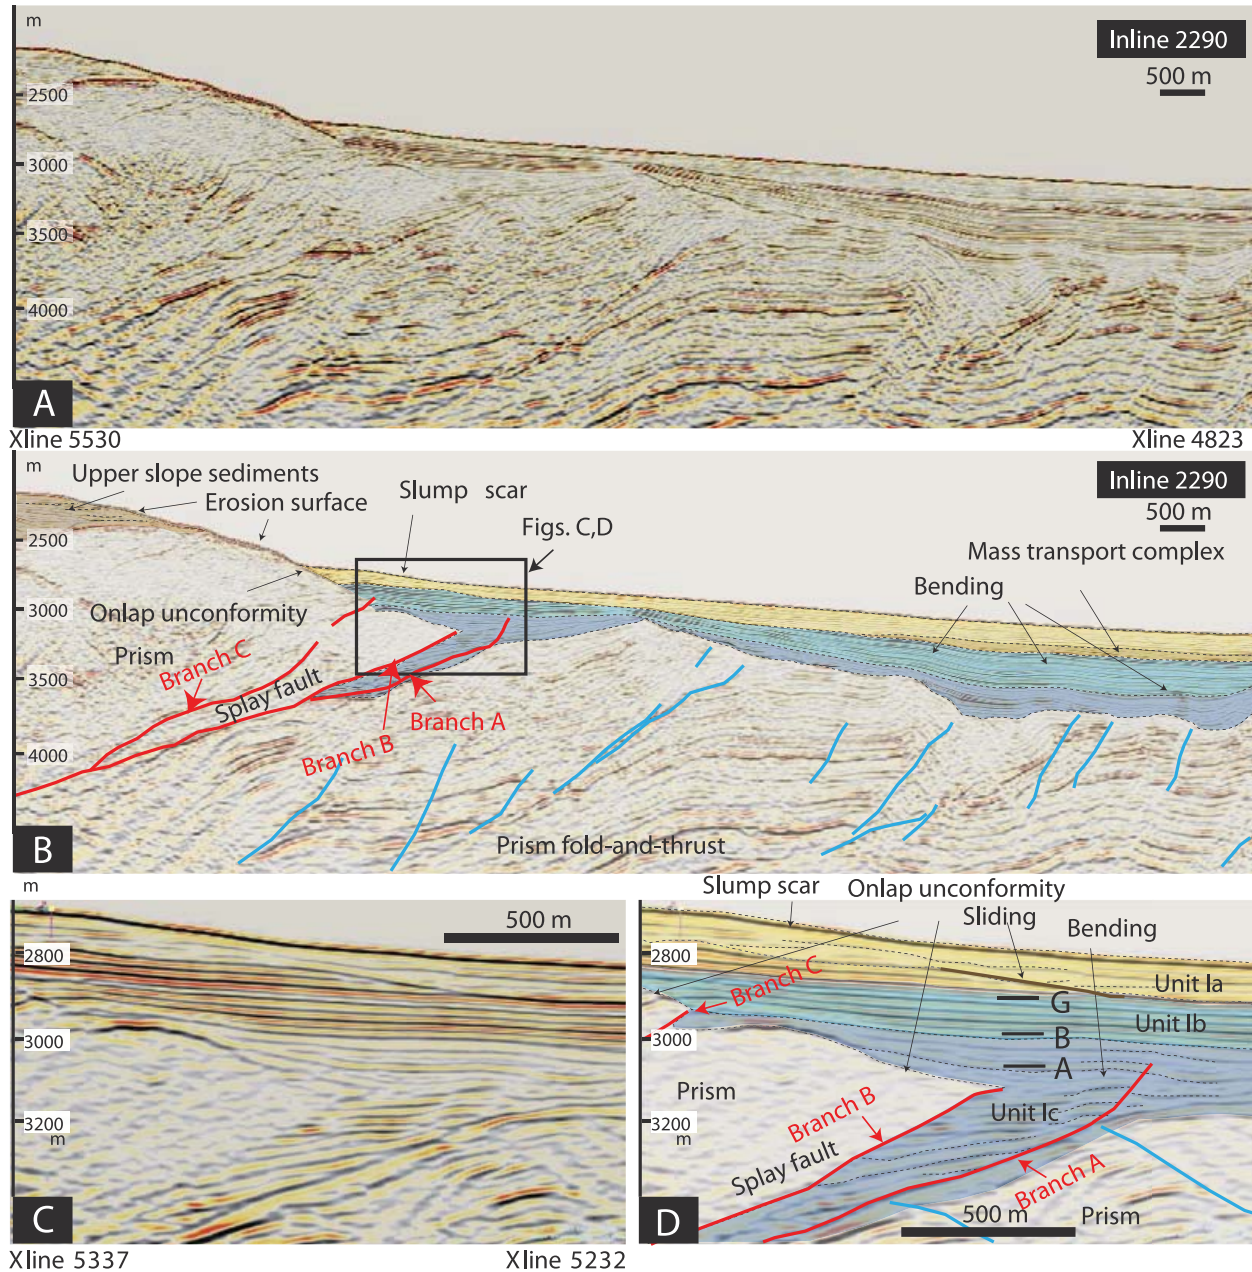 m
Inline 2290
500 m
2500
3000
3500
4000
A
Xline 5530
Xline 4823
m
Upper slope sediments
Erosion surface
Slump scar
Inline 2290
500 m
Figs. C,D
2500
Mass transport complex
Bending
3000
Onlap unconformity
Prism
Branch C
3500
Splay fault
Branch A
Branch B
4000
B
Prism fold-and-thrust
m
500 m
2800
3000
3200
m
C
Xline 5337
Xline 5232
Slump scar
Onlap unconformity
Sliding
Bending
2800
Branch C
Unit Ia
G
Unit Ib
3000
B
A
Prism
Branch B
Unit Ic
3200
m
Splay fault
Branch A
500 m
Prism
D